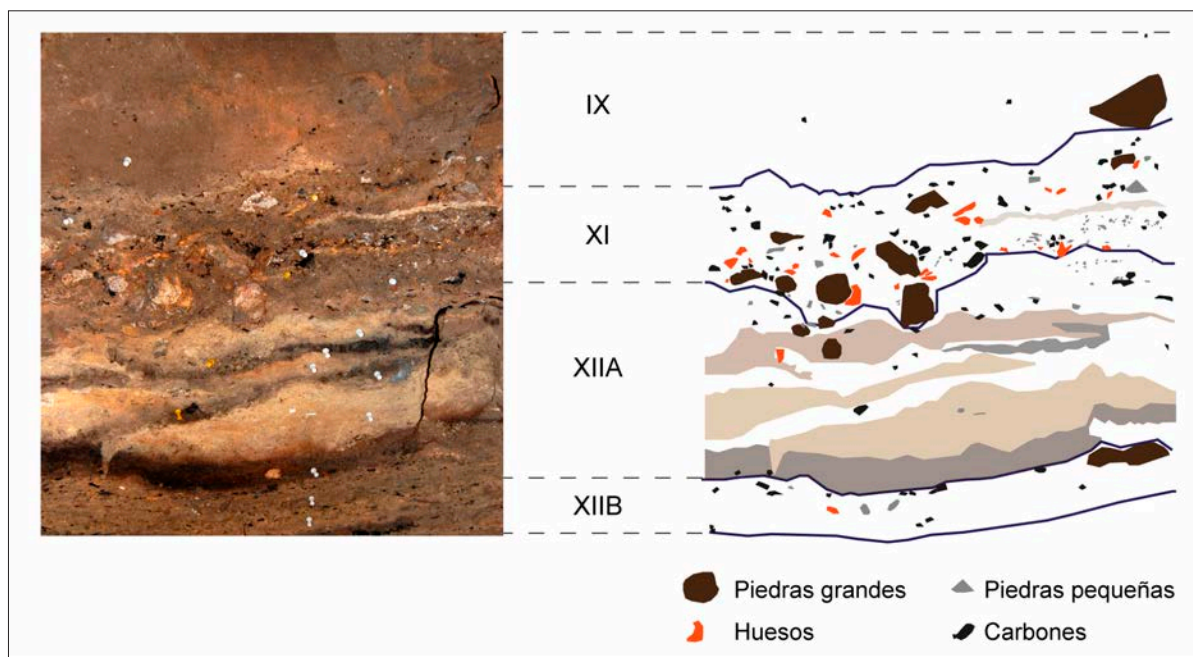 IX
XI
XIIA
XIIB
Piedras grandes
Piedras pequeñas
Huesos
Carbones